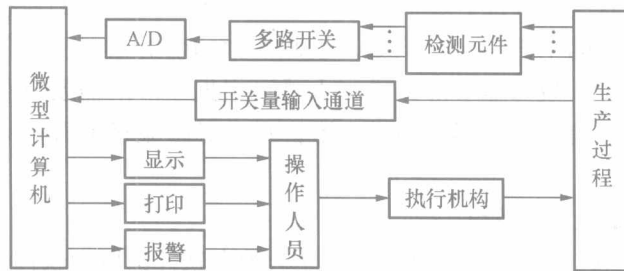 微型计算机
A/D
多路开关
检测元件
开关量输入通道
显示
打印
报警
操作人员
执行机构
生产过程